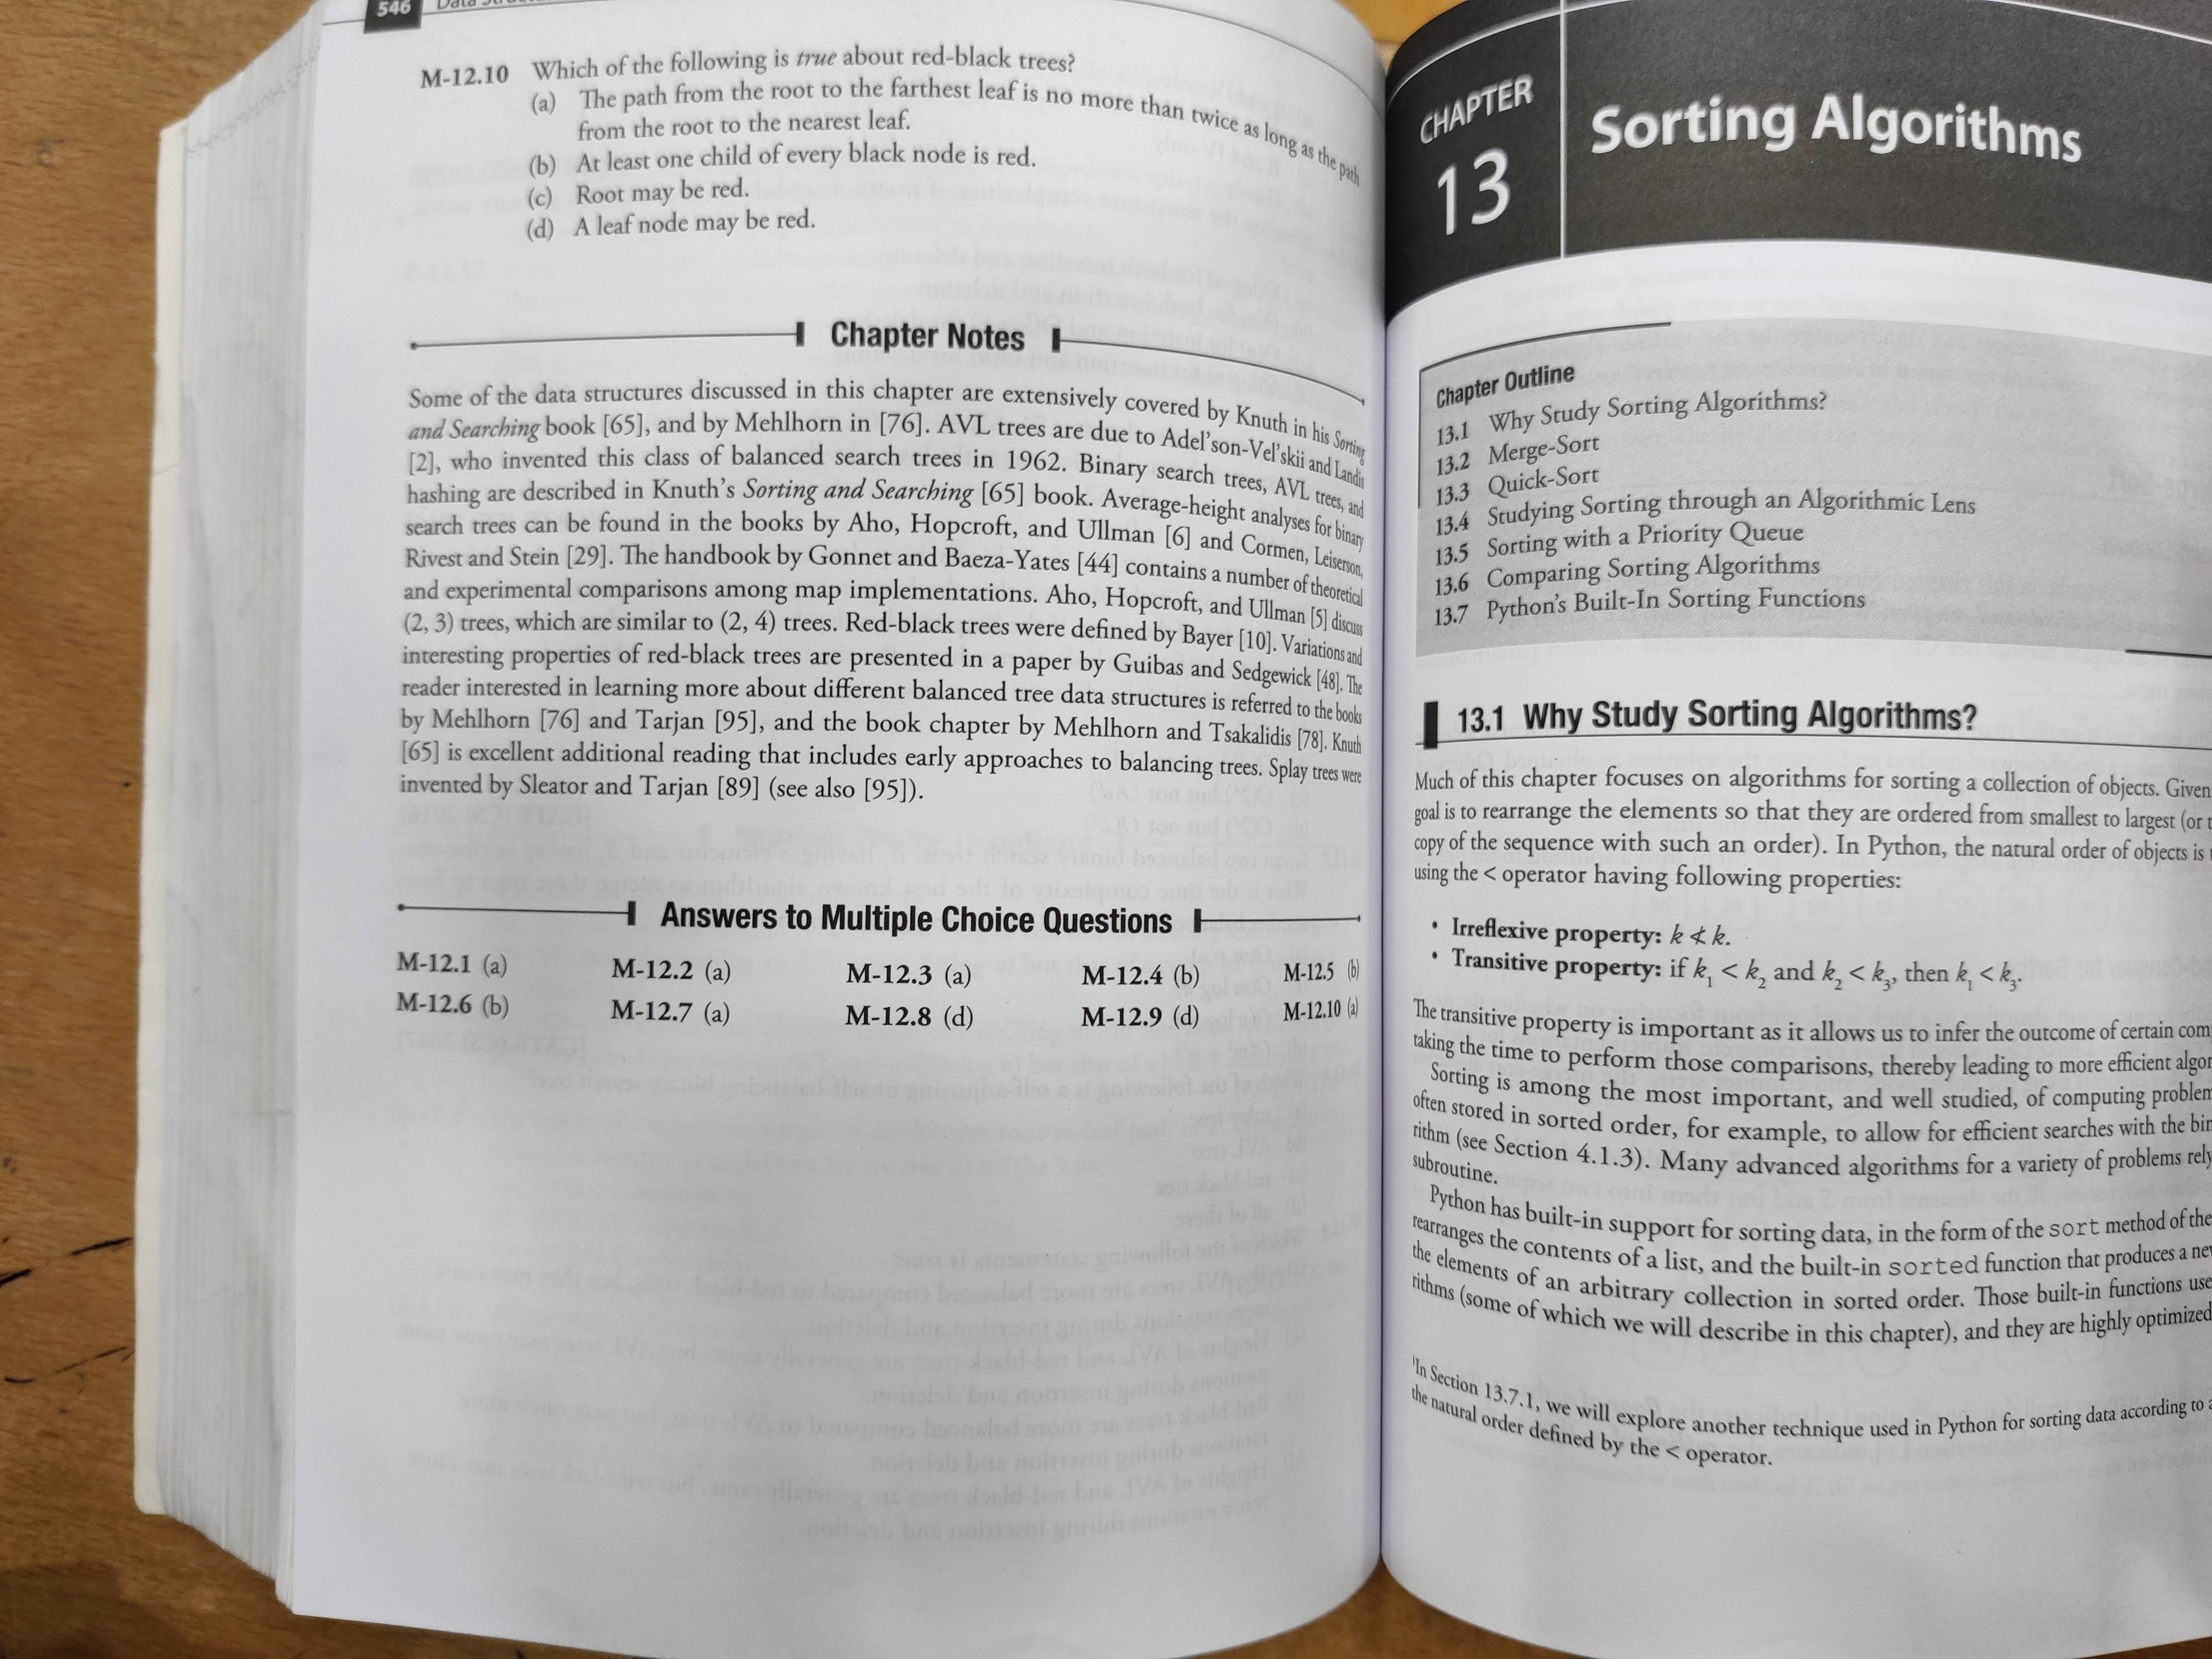 546 Data
M-12.10 Which of the following is true about red-black trees?
(a) The path from the root to the farthest leaf is no more than twice as long as the path
from the root to the nearest leaf.
(b) At least one child of every black node is red.
(c) Root may be red.
(d) A leaf node may be red.
Chapter Notes
Some of the data structures discussed in this chapter are extensively covered by Knuth in his Sorting
and Searching book [65], and by Mehlhorn in [76]. AVL trees are due to Adel'son-Vel'skii and Landis
[2], who invented this class of balanced search trees in 1962. Binary search trees, AVL trees, and
hashing are described in Knuth's Sorting and Searching [65] book. Average-height analyses for binary
search trees can be found in the books by Aho, Hopcroft, and Ullman [6] and Cormen, Leiserson,
Rivest and Stein [29]. The handbook by Gonnet and Baeza-Yates [44] contains a number of theoretical
and experimental comparisons among map implementations. Aho, Hopcroft, and Ullman [5] discuss
(2, 3) trees, which are similar to (2, 4) trees. Red-black trees were defined by Bayer [10]. Variations and
interesting properties of red-black trees are presented in a paper by Guibas and Sedgewick [48]. The
reader interested in learning more about different balanced tree data structures is referred to the books
by Mehlhorn [76] and Tarjan [95], and the book chapter by Mehlhorn and Tsakalidis [78]. Knuth
[65] is excellent additional reading that includes early approaches to balancing trees. Splay trees were
invented by Sleator and Tarjan [89] (see also [95]).
Answers to Multiple Choice Questions
M-12.1 (a) M-12.2 (a) M-12.3 (a) M-12.4 (b) M-12.5 (b)
M-12.6 (b) M-12.7 (a) M-12.8 (d) M-12.9 (d) M-12.10 (a)
CHAPTER
13
Sorting Algorithms
Chapter Outline
13.1 Why Study Sorting Algorithms?
13.2 Merge-Sort
13.3 Quick-Sort
13.4 Studying Sorting through an Algorithmic Lens
13.5 Sorting with a Priority Queue
13.6 Comparing Sorting Algorithms
13.7 Python's Built-In Sorting Functions
13.1 Why Study Sorting Algorithms?
Much of this chapter focuses on algorithms for sorting a collection of objects. Given
goal is to rearrange the elements so that they are ordered from smallest to largest (or
copy of the sequence with such an order). In Python, the natural order of objects is
using the < operator having following properties:
• Irreflexive property: k ≮ k.
• Transitive property: if k₁ < k₂ and k₂ < k₃, then k₁ < k₃.
The transitive property is important as it allows us to infer the outcome of certain com
taking the time to perform those comparisons, thereby leading to more efficient algor
Sorting is among the most important, and well studied, of computing problem
often stored in sorted order, for example, to allow for efficient searches with the bin
rithm (see Section 4.1.3). Many advanced algorithms for a variety of problems rely
subroutine.
Python has built-in support for sorting data, in the form of the sort method of the
rearranges the contents of a list, and the built-in sorted function that produces a ne
the elements of an arbitrary collection in sorted order. Those built-in functions use
rithms (some of which we will describe in this chapter), and they are highly optimized
¹In Section 13.7.1, we will explore another technique used in Python for sorting data according to a
the natural order defined by the < operator.